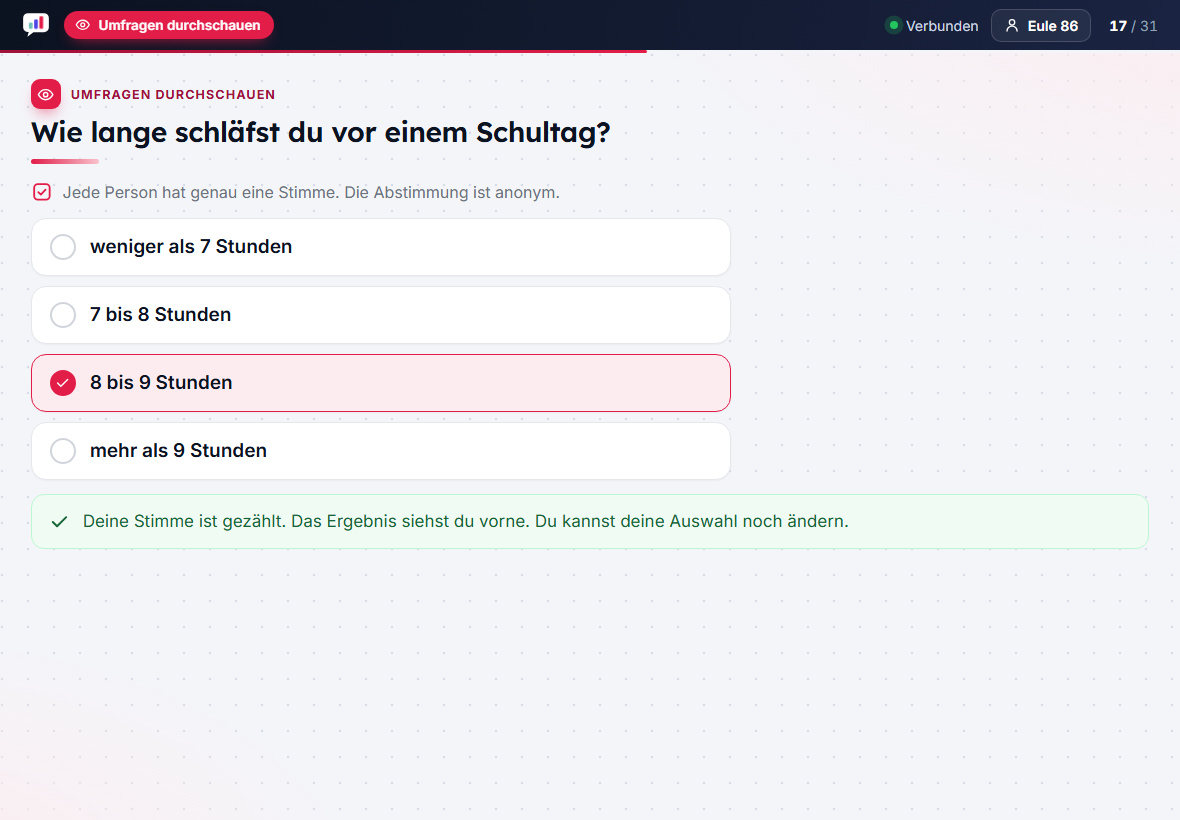 Umfragen durchschauen
Verbunden
Eule 86
17 / 31
UMFRAGEN DURCHSCHAUEN
Wie lange schläfst du vor einem Schultag?
Jede Person hat genau eine Stimme. Die Abstimmung ist anonym.
weniger als 7 Stunden
7 bis 8 Stunden
8 bis 9 Stunden
mehr als 9 Stunden
Deine Stimme ist gezählt. Das Ergebnis siehst du vorne. Du kannst deine Auswahl noch ändern.